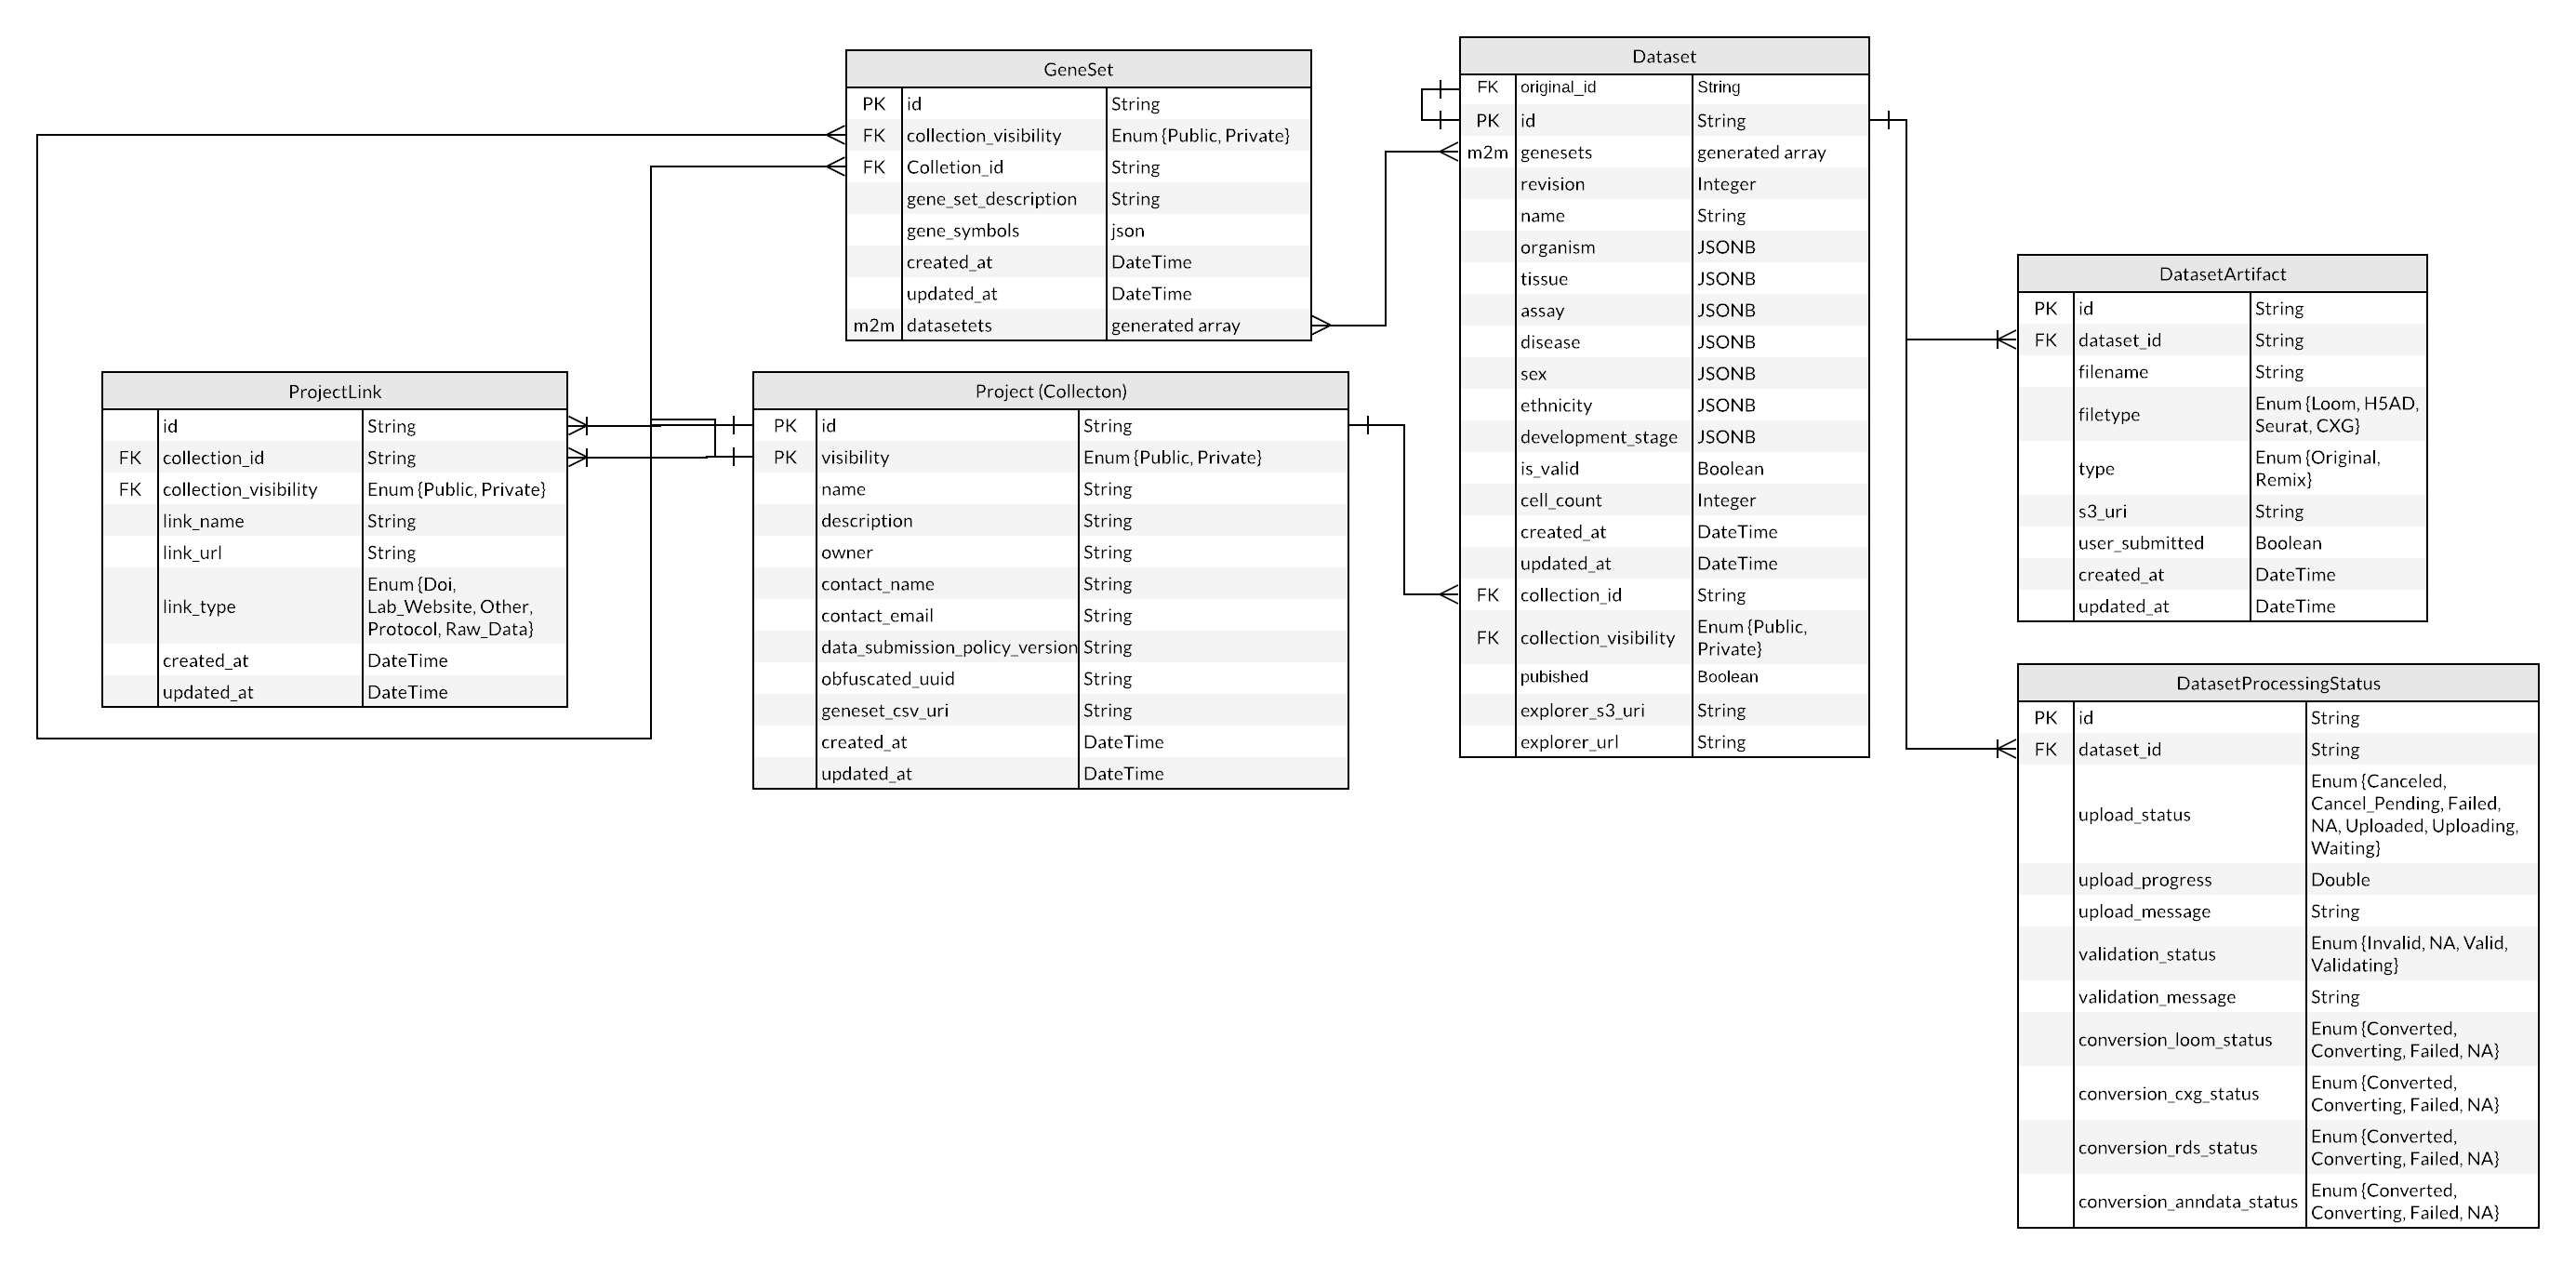 GeneSet
PK id String
FK collection_visibility Enum {Public, Private}
FK Colletion_id String
gene_set_description String
gene_symbols json
created_at DateTime
updated_at DateTime
m2m datasetets generated array
Dataset
FK original_id String
PK id String
m2m genesets generated array
revision Integer
name String
organism JSONB
tissue JSONB
assay JSONB
disease JSONB
sex JSONB
ethnicity JSONB
development_stage JSONB
is_valid Boolean
cell_count Integer
created_at DateTime
updated_at DateTime
FK collection_id String
FK collection_visibility Enum {Public,
Private}
pubished Boolean
explorer_s3_uri String
explorer_url String
DatasetArtifact
PK id String
FK dataset_id String
filename String
filetype Enum {Loom, H5AD,
Seurat, CXG}
type Enum {Original,
Remix}
s3_uri String
user_submitted Boolean
created_at DateTime
updated_at DateTime
ProjectLink
id String
FK collection_id String
FK collection_visibility Enum {Public, Private}
link_name String
link_url String
link_type Enum {Doi,
Lab_Website, Other,
Protocol, Raw_Data}
created_at DateTime
updated_at DateTime
Project (Collecton)
PK id String
PK visibility Enum {Public, Private}
name String
description String
owner String
contact_name String
contact_email String
data_submission_policy_version String
obfuscated_uuid String
geneset_csv_uri String
created_at DateTime
updated_at DateTime
DatasetProcessingStatus
PK id String
FK dataset_id String
upload_status Enum {Canceled,
Cancel_Pending, Failed,
NA, Uploaded, Uploading,
Waiting}
upload_progress Double
upload_message String
validation_status Enum {Invalid, NA, Valid,
Validating}
validation_message String
conversion_loom_status Enum {Converted,
Converting, Failed, NA}
conversion_cxg_status Enum {Converted,
Converting, Failed, NA}
conversion_rds_status Enum {Converted,
Converting, Failed, NA}
conversion_anndata_status Enum {Converted,
Converting, Failed, NA}